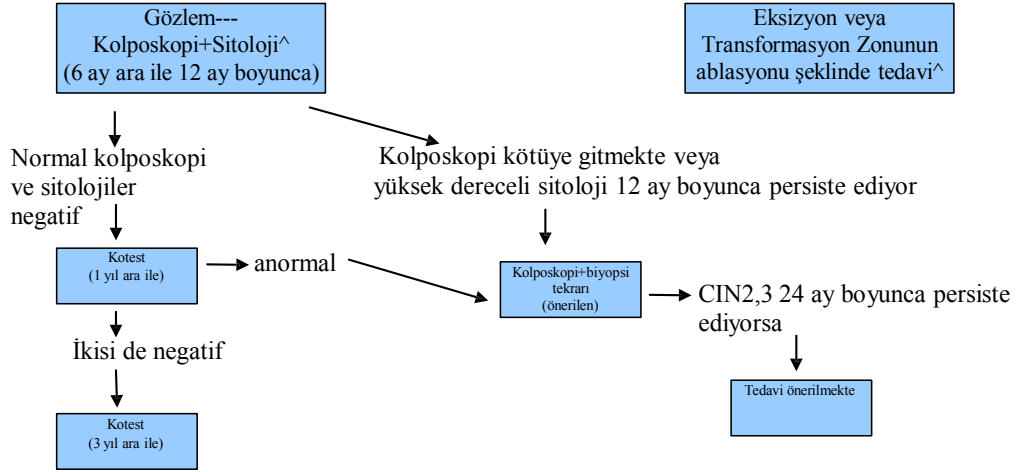 Gözlem---
Kolposkopi+Sitoloji^
(6 ay ara ile 12 ay boyunca)
Eksizyon veya
Transformasyon Zonunun
ablasyonu şeklinde tedavi^
Normal kolposkopi
ve sitolojiler
negatif
Kolposkopi kötüye gitmekte veya
yüksek dereceli sitoloji 12 ay boyunca persiste ediyor
Kotest
(1 yıl ara ile)
anormal
Kolposkopi+biyopsi
tekrarı
(önerilen)
CIN2,3 24 ay boyunca persiste
ediyorsa
İkisi de negatif
Tedavi önerilmekte
Kotest
(3 yıl ara ile)